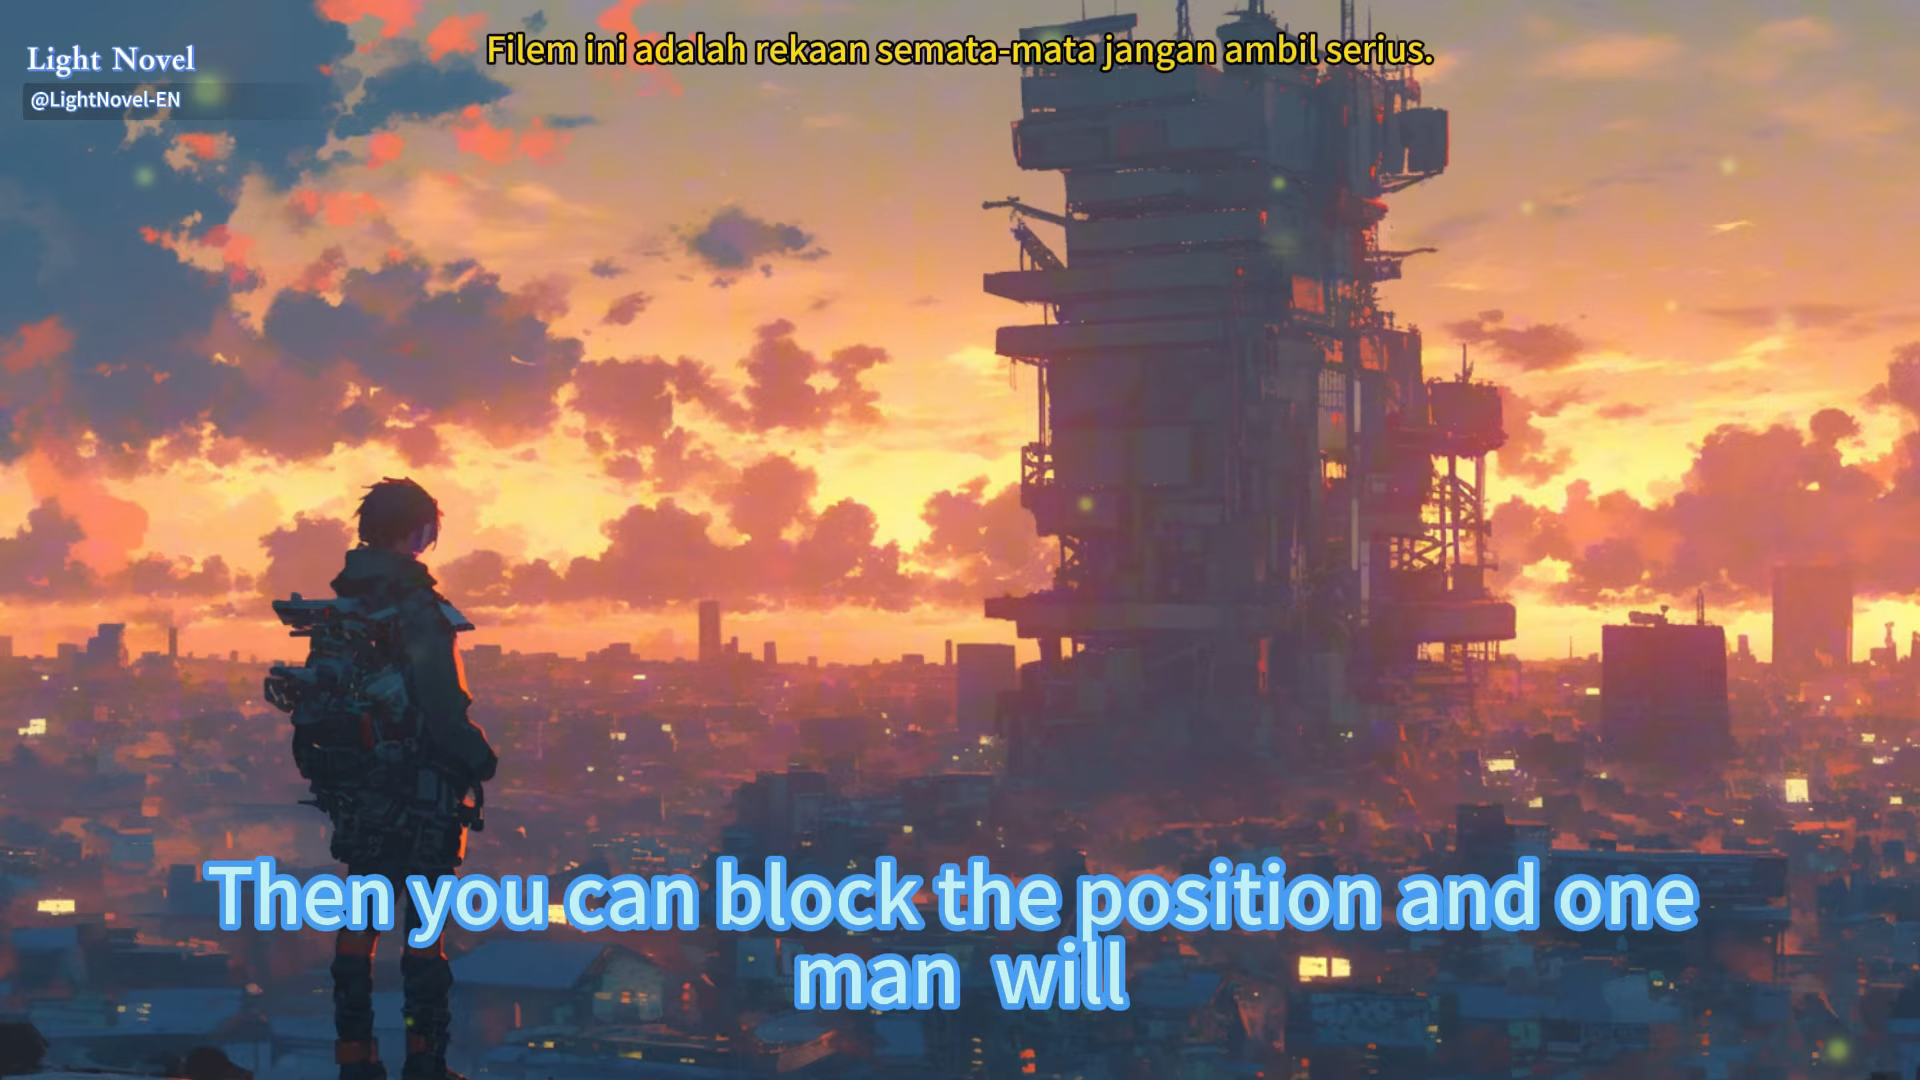 Filem ini adalah rekaan semata-mata jangan ambil serius.
Light Novel
@LightNovel-EN
Then you can block the position and one
man will